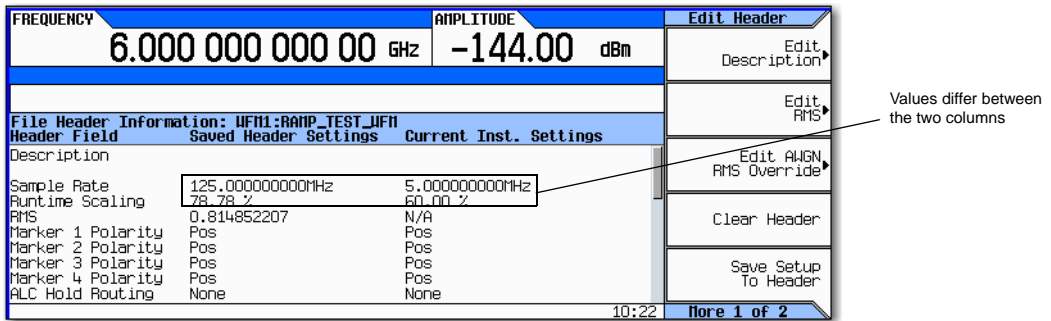 FREQUENCY AMPLITUDE Edit Header
6.000 000 000 00 GHz -144.00 dBm
Edit
Description
Edit
RMS
Values differ between
the two columns
File Header Information: WFM1:RAMP_TEST_WFM
Header Field Saved Header Settings Current Inst. Settings
Description
Edit AWGN
RMS Override
Sample Rate 125.000000000MHz 5.000000000MHz
Runtime Scaling 78.78 % 60.00 %
RMS 0.814852207 N/A
Clear Header
Marker 1 Polarity Pos Pos
Marker 2 Polarity Pos Pos
Marker 3 Polarity Pos Pos
Marker 4 Polarity Pos Pos
Save Setup
To Header
ALC Hold Routing None None
10:22 More 1 of 2